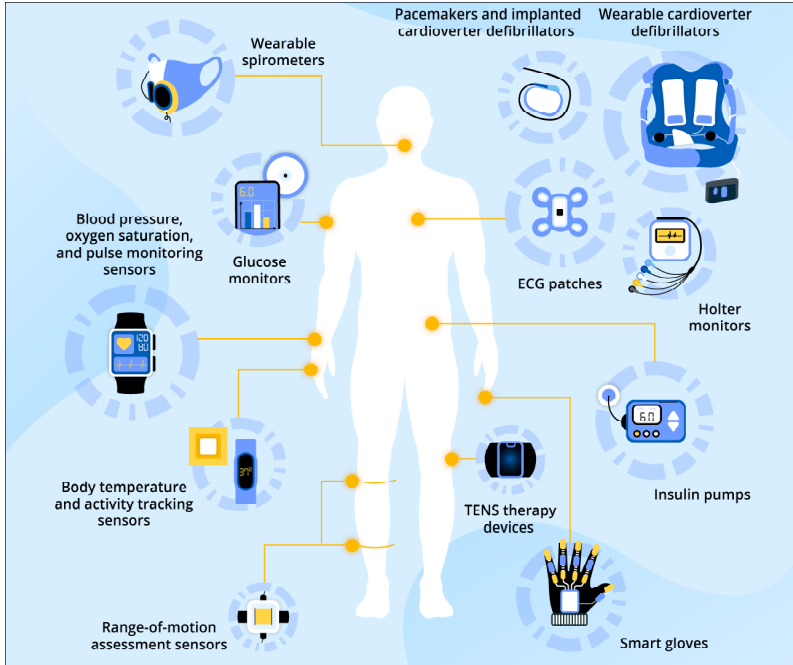 Pacemakers and implanted
cardioverter defibrillators
Wearable cardioverter
defibrillators
Wearable
spirometers
6.0
Glucose
monitors
Blood pressure,
oxygen saturation,
and pulse monitoring
sensors
120
80
ECG patches
Holter
monitors
6.0
Insulin pumps
37°
Body temperature
and activity tracking
sensors
TENS therapy
devices
Range-of-motion
assessment sensors
Smart gloves